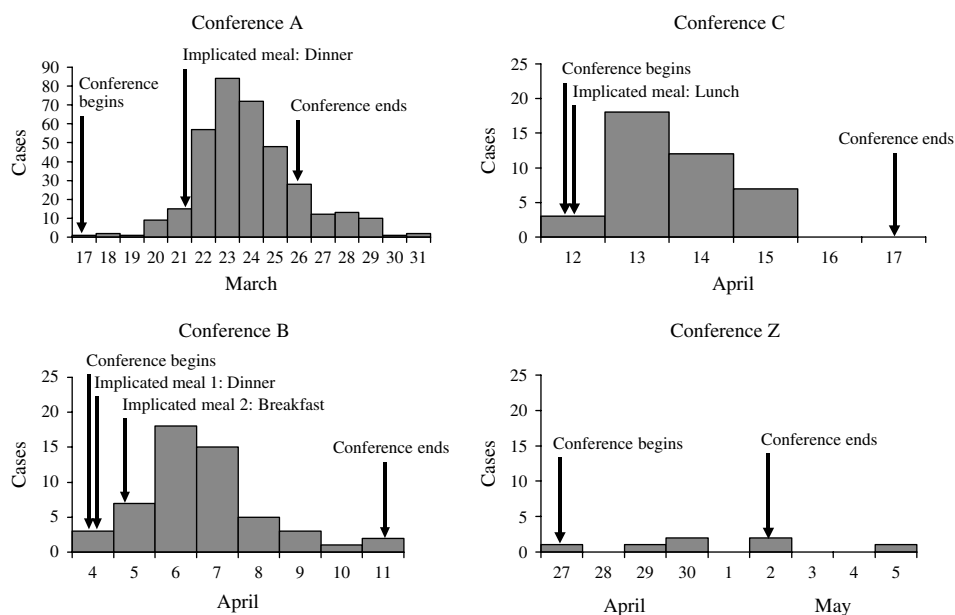 Conference A
Implicated meal: Dinner
Conference
begins
Conference ends
Cases
90
80
70
60
50
40
30
20
10
0
17 18 19 20 21 22 23 24 25 26 27 28 29 30 31
March
Conference C
Conference begins
Implicated meal: Lunch
Conference ends
Cases
25
20
15
10
5
0
12 13 14 15 16 17
April
Conference B
Conference begins
Implicated meal 1: Dinner
Implicated meal 2: Breakfast
Conference ends
Cases
25
20
15
10
5
0
4 5 6 7 8 9 10 11
April
Conference Z
Conference begins
Conference ends
Cases
25
20
15
10
5
0
27 28 29 30 1 2 3 4 5
April May